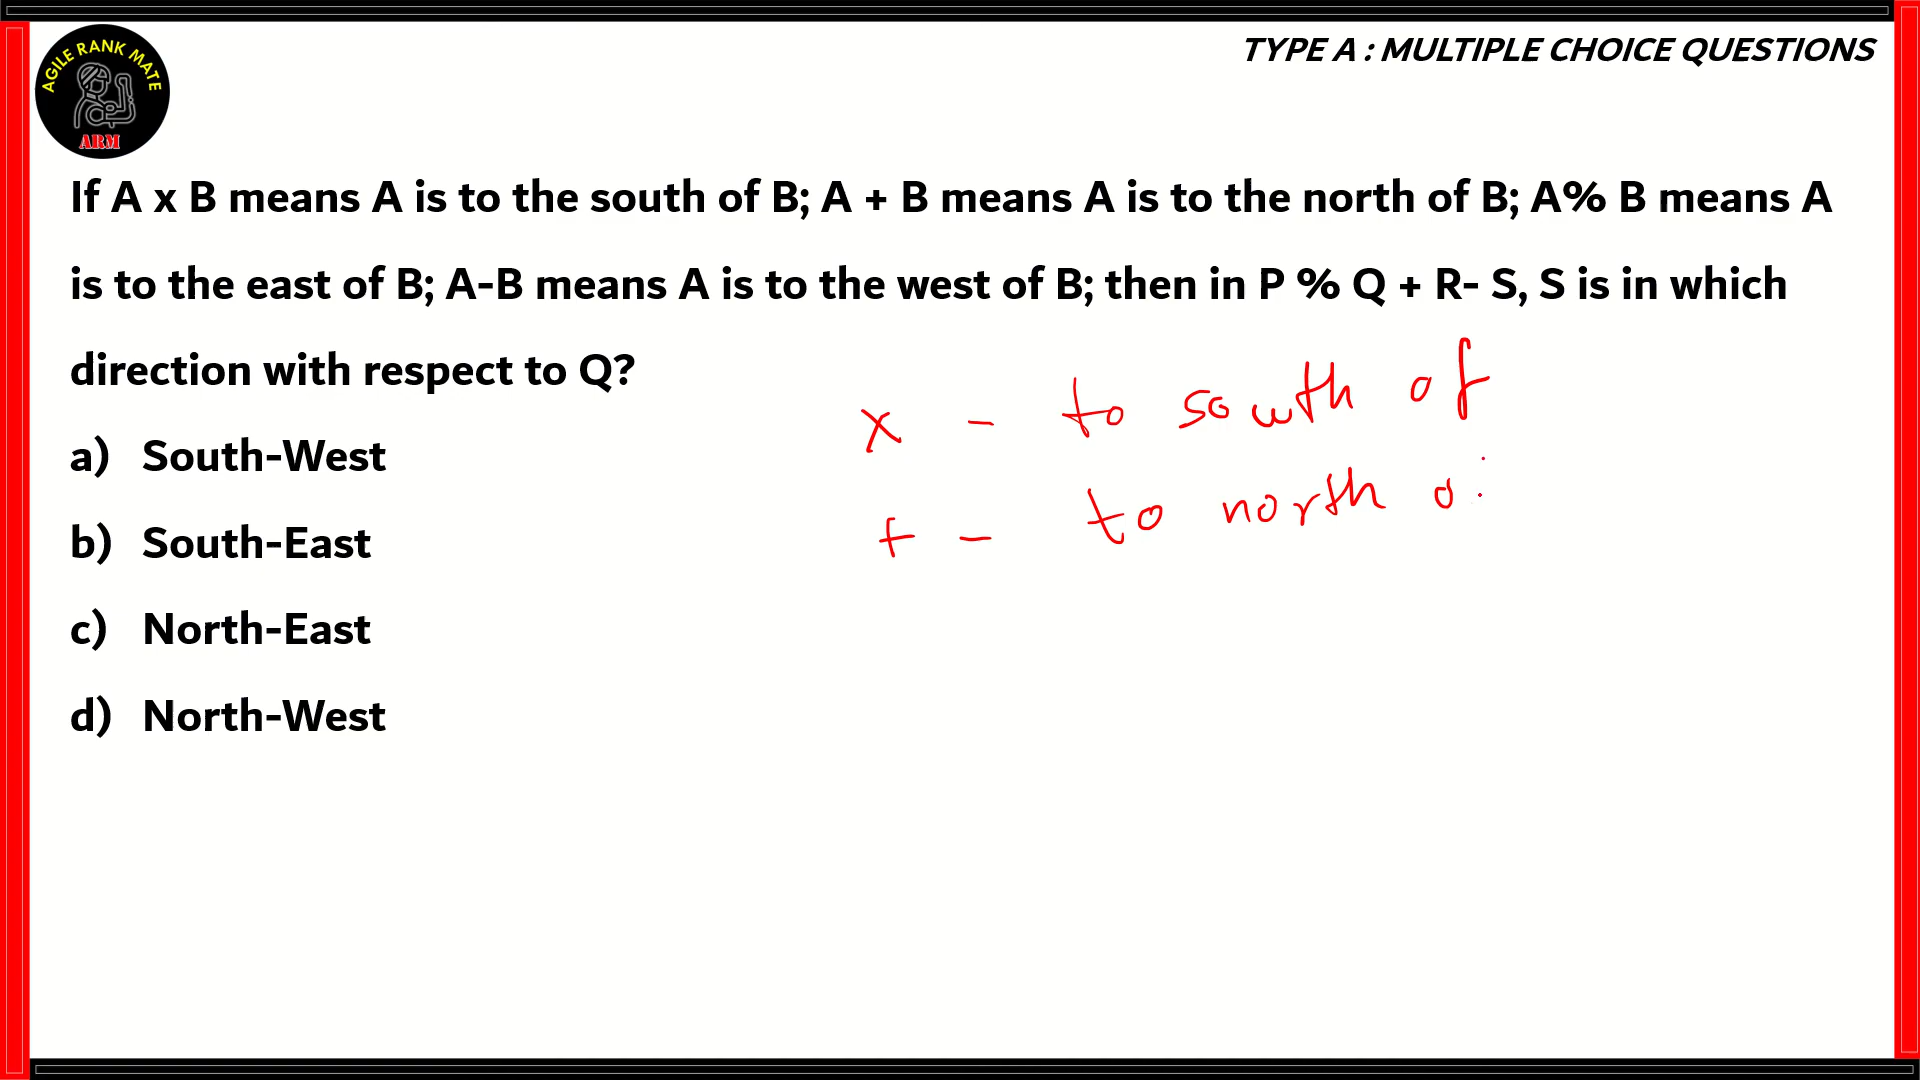 AGILE RANK MATE
ARM
TYPE A : MULTIPLE CHOICE QUESTIONS
If A x B means A is to the south of B; A + B means A is to the north of B; A% B means A
is to the east of B; A-B means A is to the west of B; then in P % Q + R- S, S is in which
direction with respect to Q?
x - to south of
+ - to north
a) South-West
b) South-East
c) North-East
d) North-West